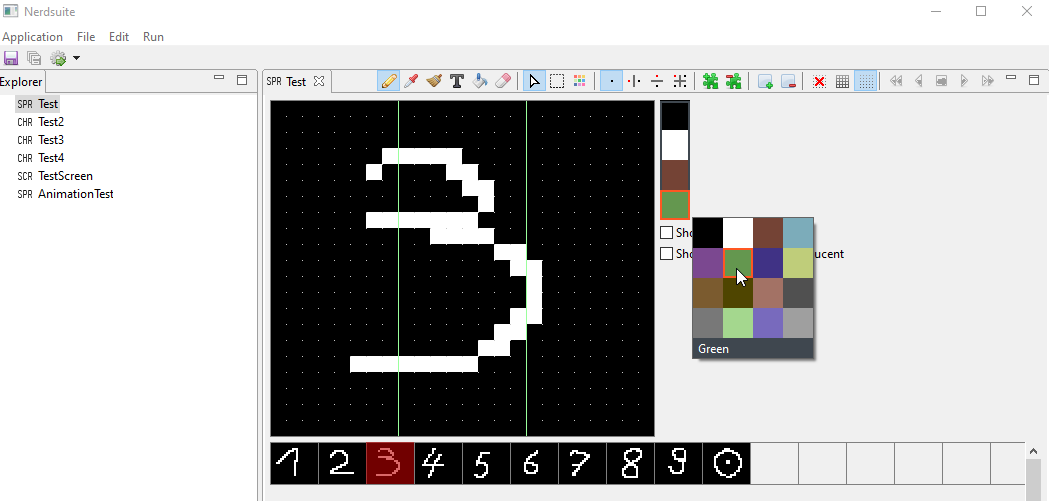 Nerdsuite
Application File Edit Run
Explorer
SPR Test
CHR Test2
CHR Test3
CHR Test4
SCR TestScreen
SPR AnimationTest
SPR Test
3
Sho
Sho ucent
Green
1 2 3 4 5 6 7 8 9 0